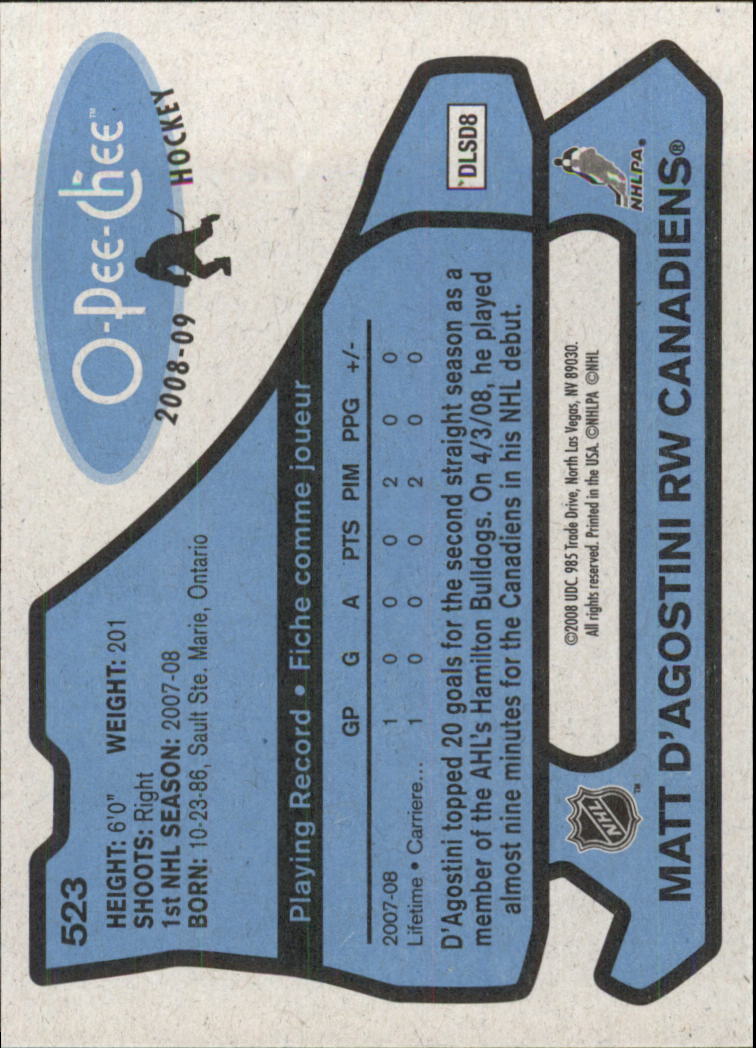 O-Pee-Chee™
2008-09 HOCKEY
523
HEIGHT: 6'0" WEIGHT: 201
SHOOTS: Right
1st NHL SEASON: 2007-08
BORN: 10-23-86, Sault Ste. Marie, Ontario
DLSD8
Playing Record • Fiche comme joueur
GP G A PTS PIM PPG +/-
2007-08 1 0 0 0 2 0 0
Lifetime • Carriere... 1 0 0 0 2 0 0
D'Agostini topped 20 goals for the second straight season as a
member of the AHL's Hamilton Bulldogs. On 4/3/08, he played
almost nine minutes for the Canadiens in his NHL debut.
©2008 UDC. 985 Trade Drive, North Las Vegas, NV 89030.
All rights reserved. Printed in the USA. ©NHLPA ©NHL
NHL™
NHLPA®
MATT D'AGOSTINI RW CANADIENS®